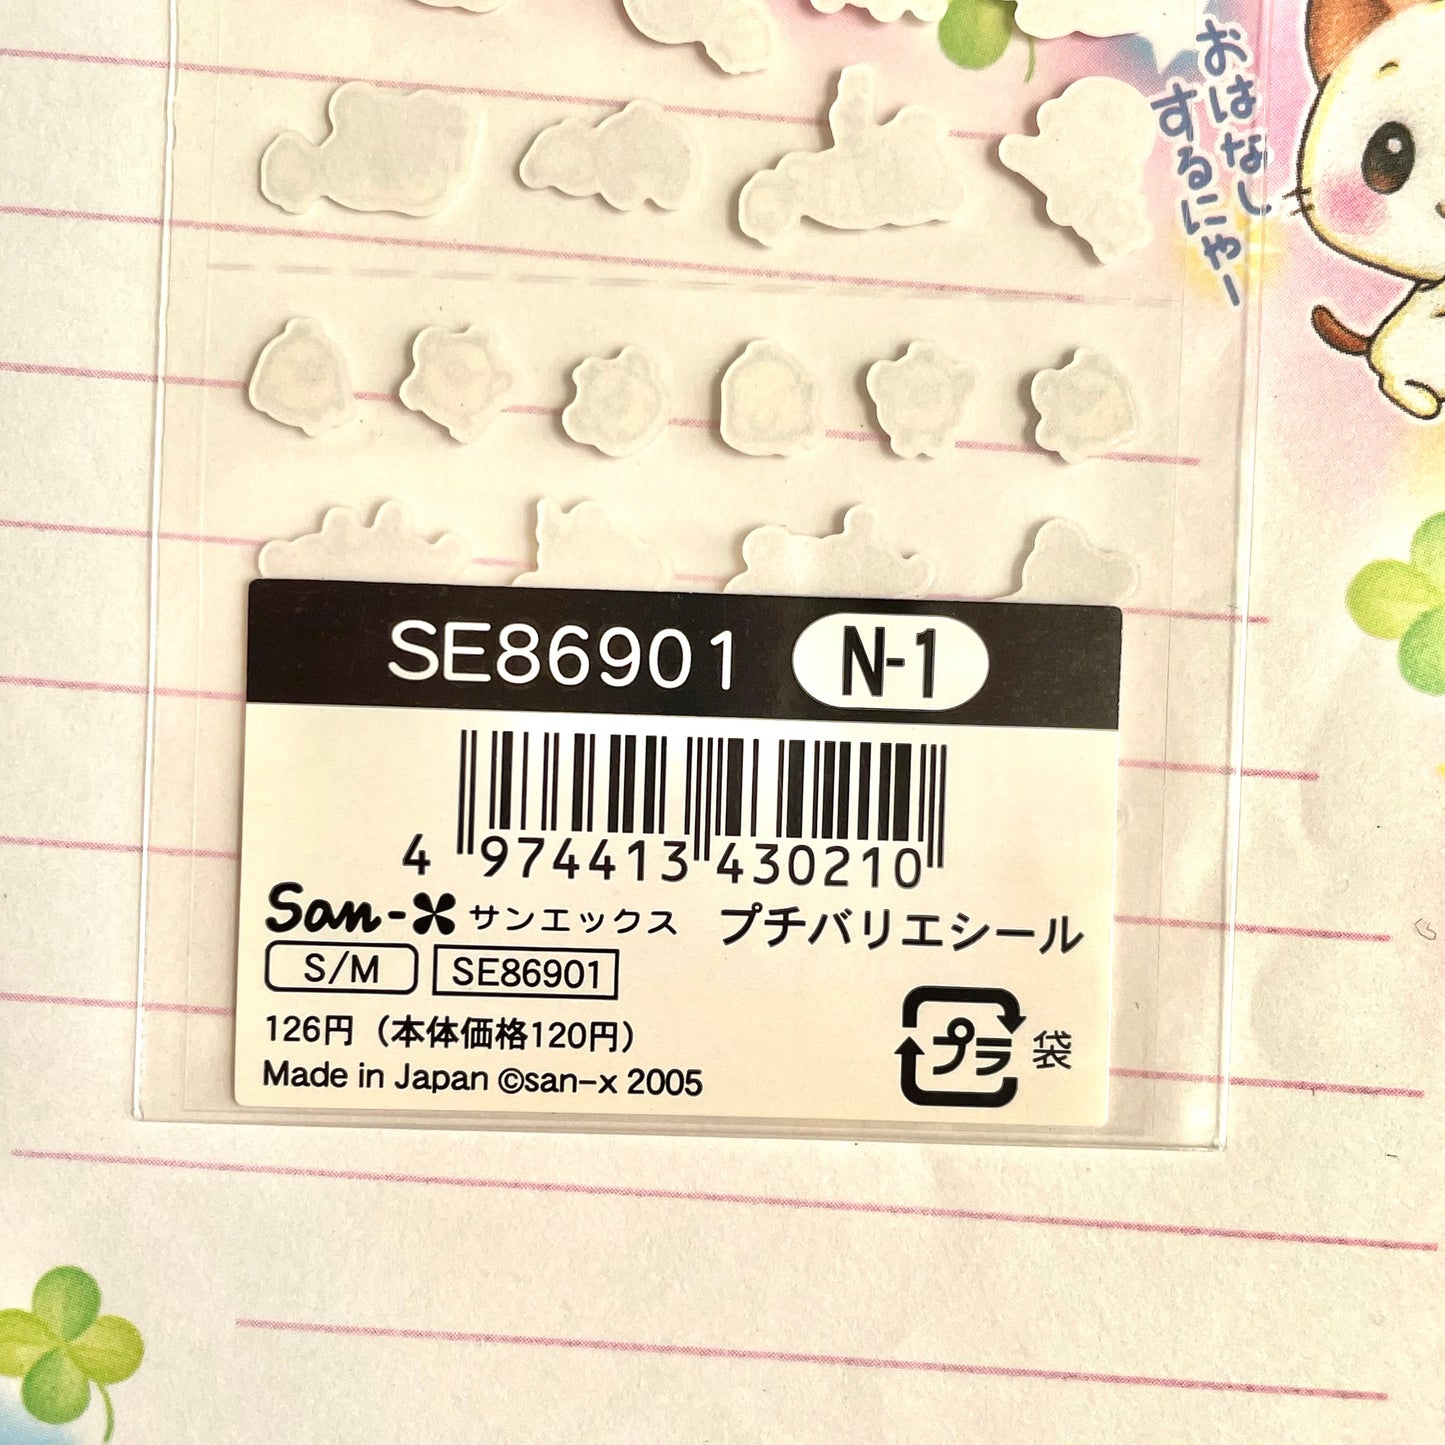 おはなし
するにゃー
SE86901 N-1
4 974413 430210
San-X サンエックス プチバリエシール
S/M SE86901
126円（本体価格120円）
プラ 袋
Made in Japan ©san-x 2005